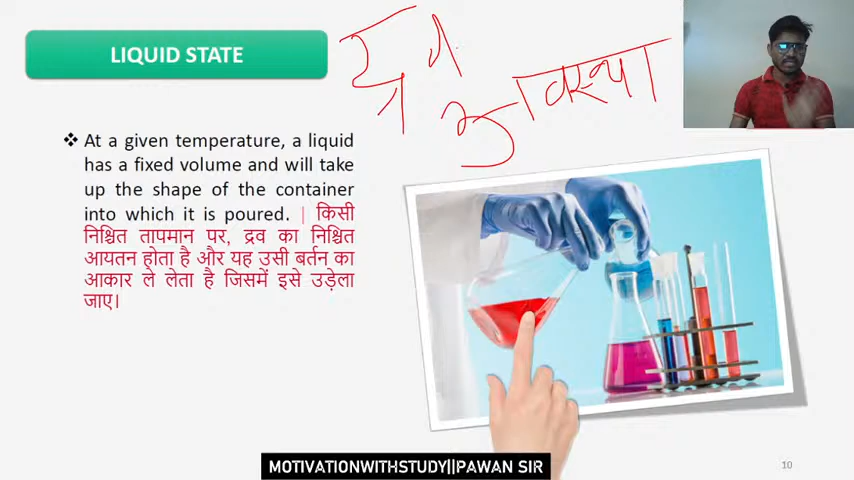 LIQUID STATE
द्रव
अवस्था
❖ At a given temperature, a liquid
has a fixed volume and will take
up the shape of the container
into which it is poured. | किसी
निश्चित तापमान पर, द्रव का निश्चित
आयतन होता है और यह उसी बर्तन का
आकार ले लेता है जिसमें इसे उड़ेला
जाए।
MOTIVATIONWITHSTUDY||PAWAN SIR
10